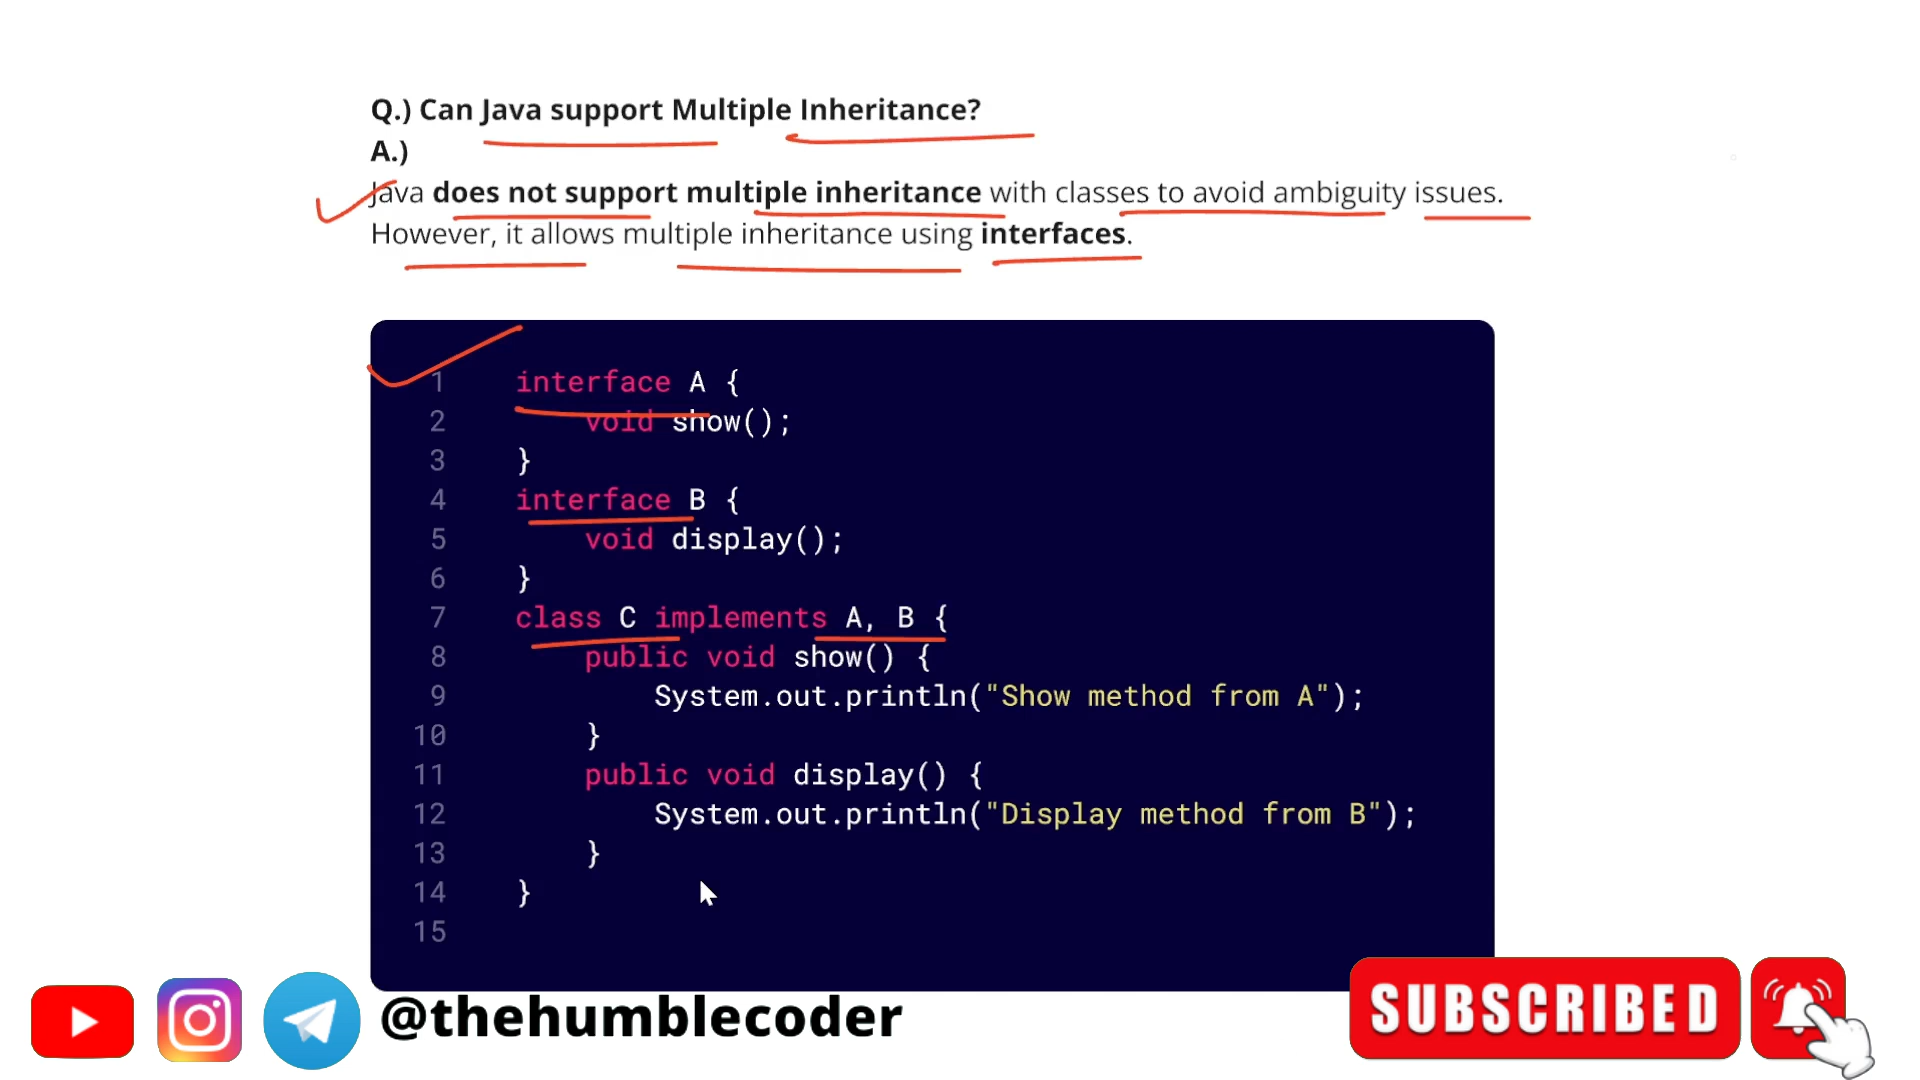 Q.) Can Java support Multiple Inheritance?
A.)
Java does not support multiple inheritance with classes to avoid ambiguity issues.
However, it allows multiple inheritance using interfaces.
1 interface A {
2 void show();
3 }
4 interface B {
5 void display();
6 }
7 class C implements A, B {
8 public void show() {
9 System.out.println("Show method from A");
10 }
11 public void display() {
12 System.out.println("Display method from B");
13 }
14 }
15
@thehumblecoder
SUBSCRIBED